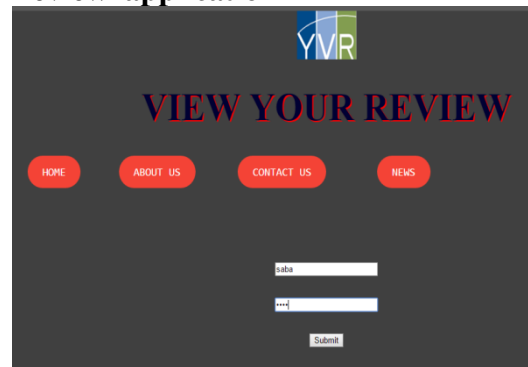 YVR
VIEW YOUR REVIEW
HOME ABOUT US CONTACT US NEWS
saba
••••
Submit